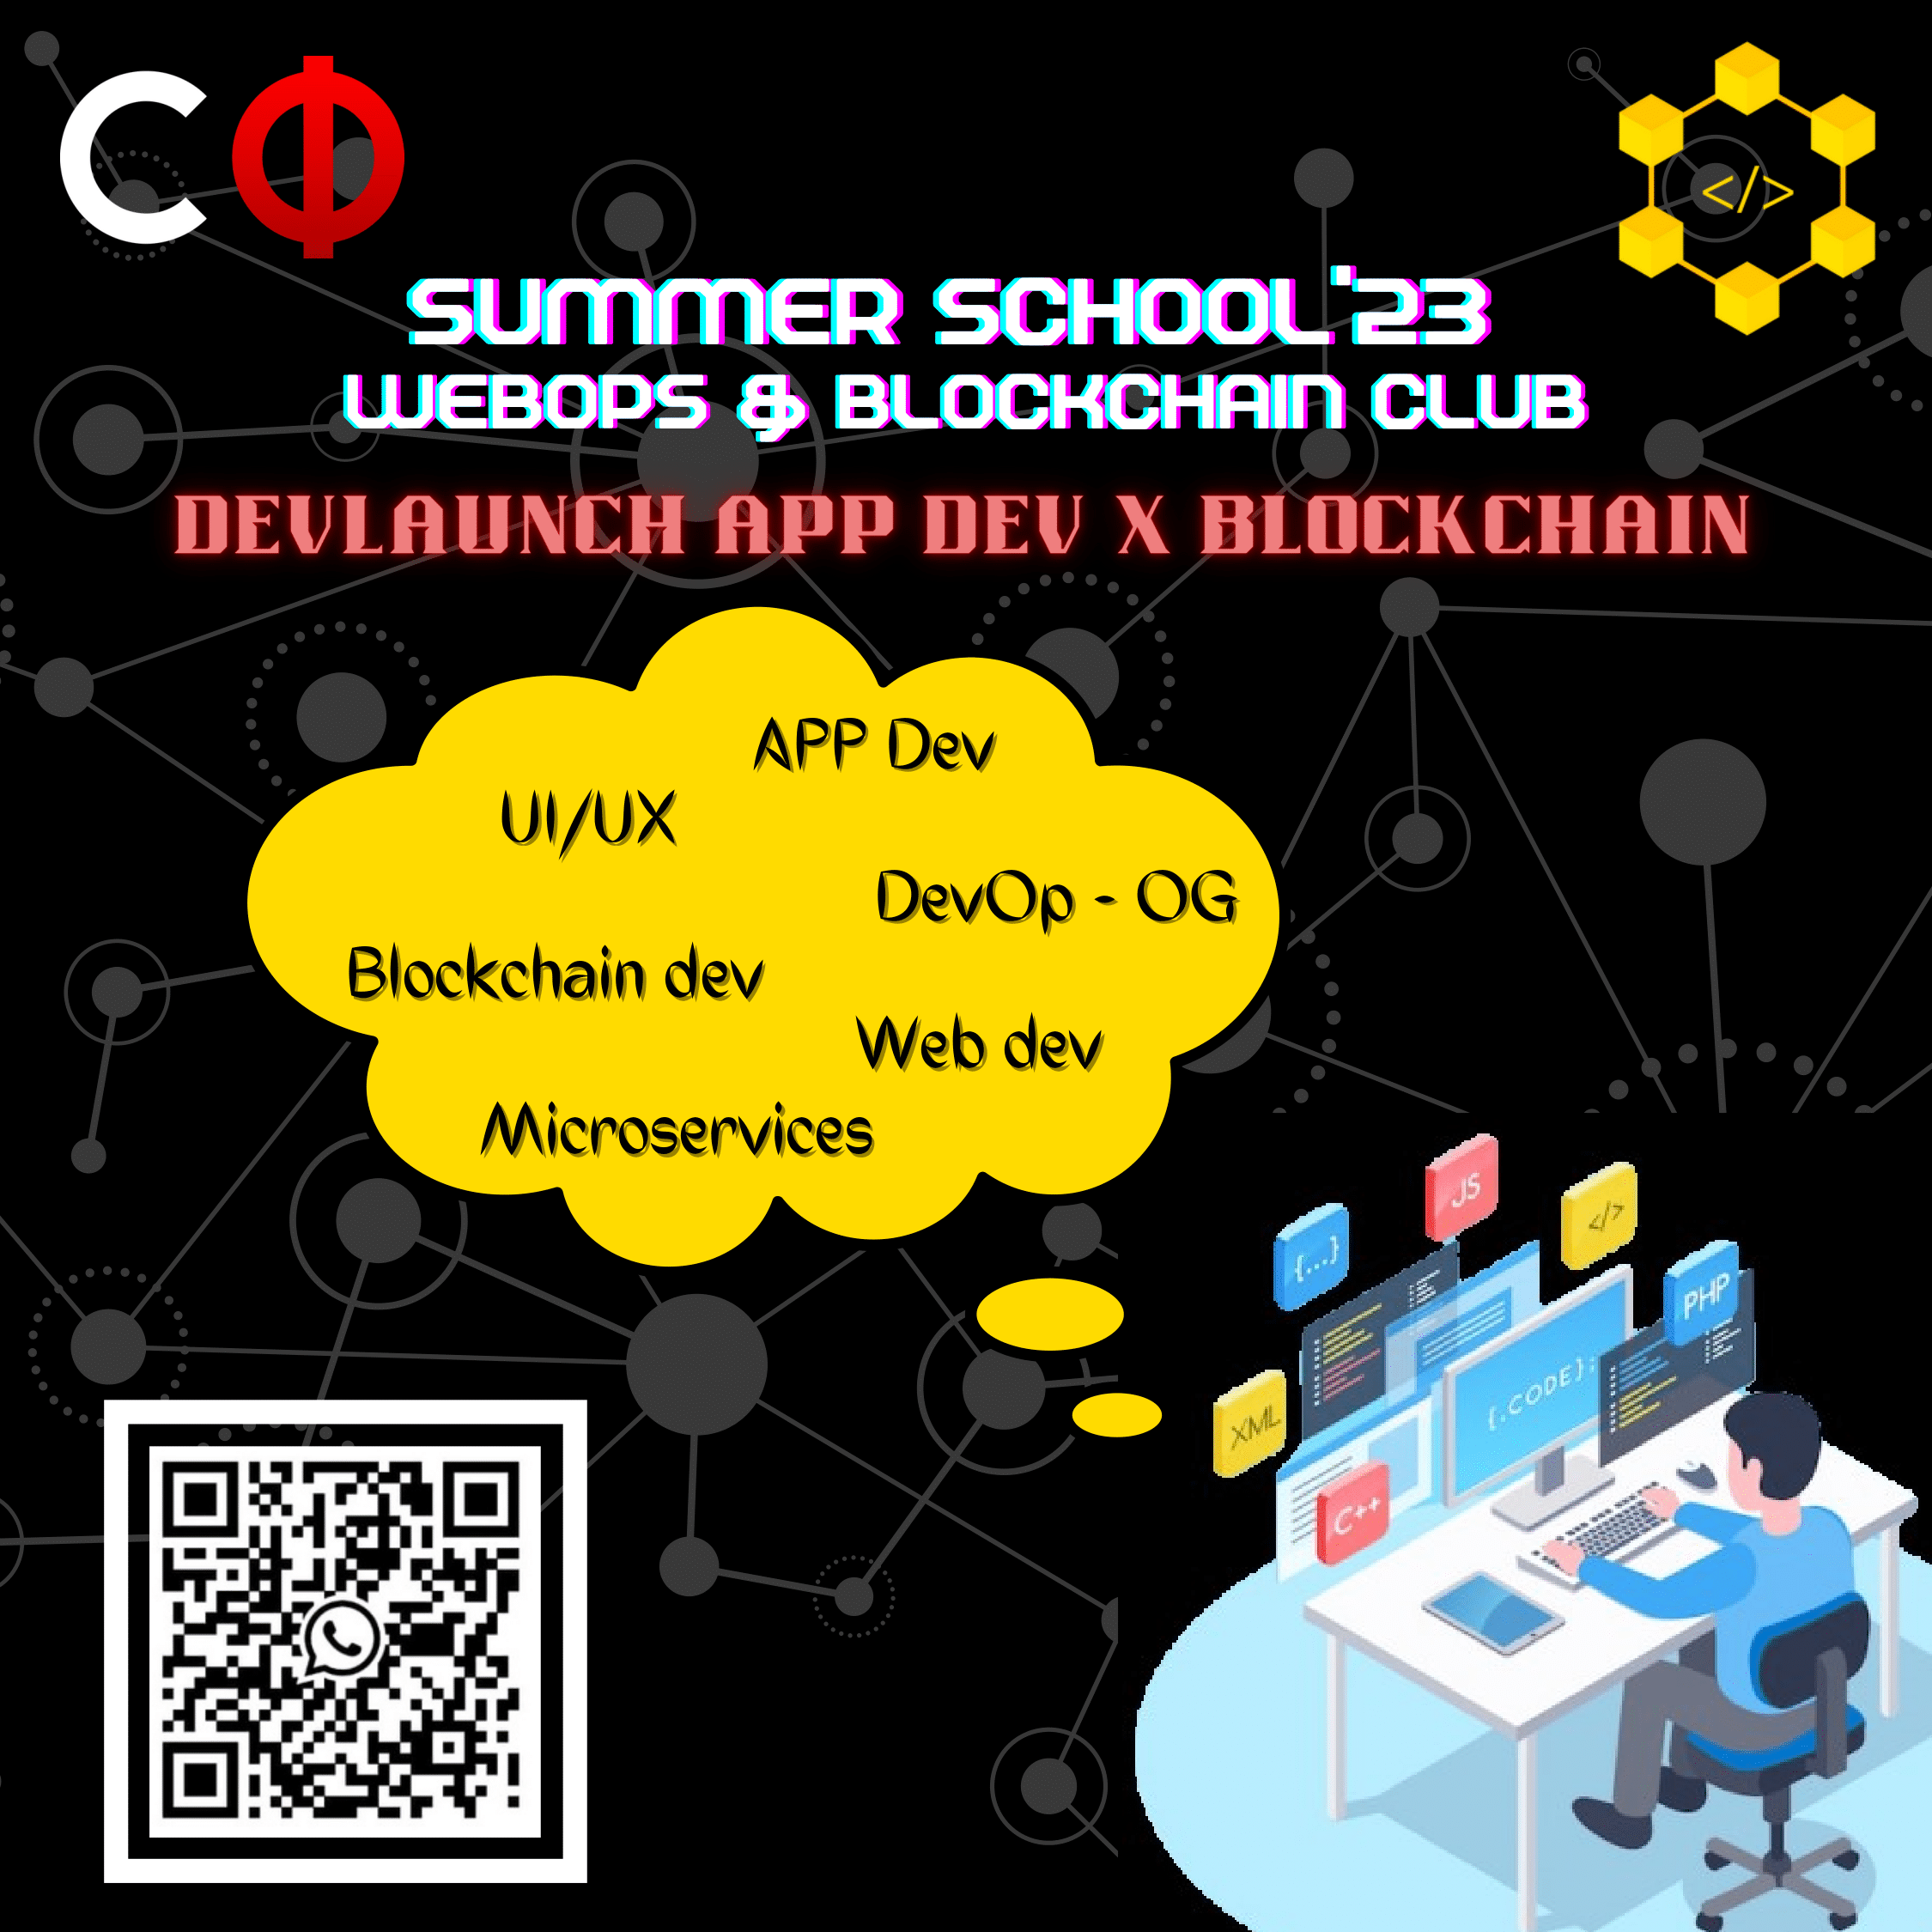 CΦ
</>
SUMMER SCHOOL'23
WEBOPS & BLOCKCHAIN CLUB
DEVLAUNCH APP DEV X BLOCKCHAIN
APP Dev
UI/UX
DevOp - OG
Blockchain dev
Web dev
Microservices
JS
</>
{...}
PHP
{.CODE};
XML
C++